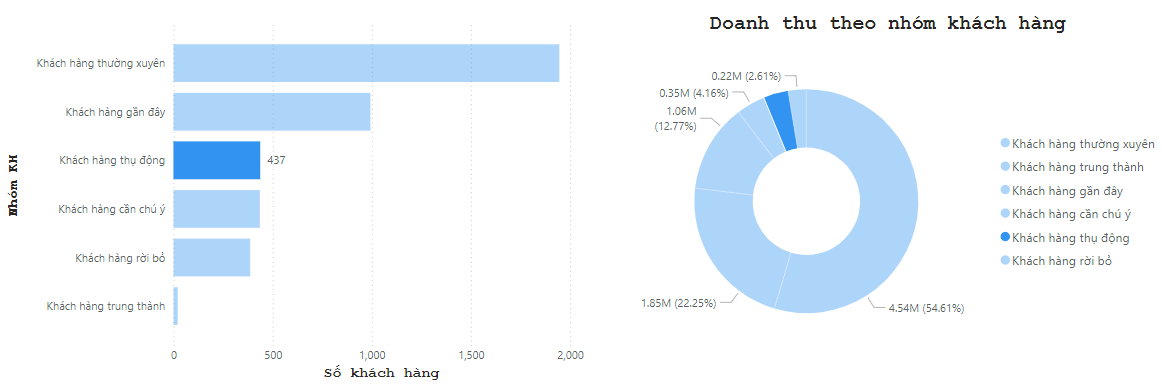 Nhóm KH
Khách hàng thường xuyên
Khách hàng gần đây
Khách hàng thụ động
437
Khách hàng cần chú ý
Khách hàng rời bỏ
Khách hàng trung thành
0
500
1,000
1,500
2,000
Số khách hàng
Doanh thu theo nhóm khách hàng
0.22M (2.61%)
0.35M (4.16%)
1.06M
(12.77%)
1.85M (22.25%)
4.54M (54.61%)
Khách hàng thường xuyên
Khách hàng trung thành
Khách hàng gần đây
Khách hàng cần chú ý
Khách hàng thụ động
Khách hàng rời bỏ